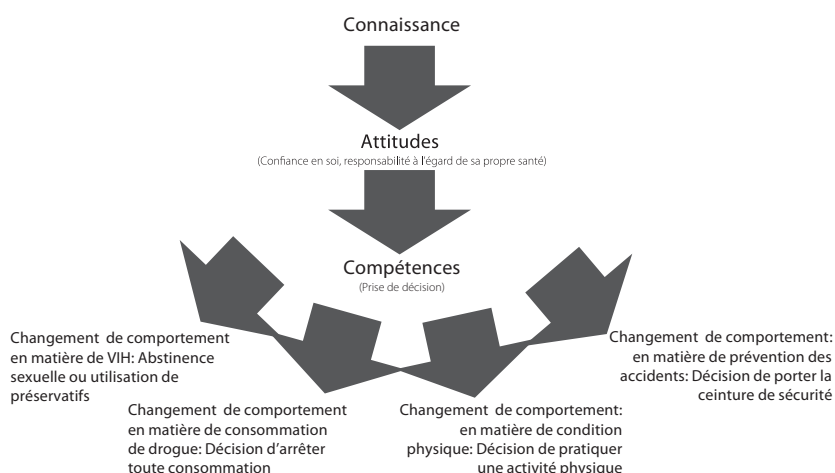 Connaissance
Attitudes
(Confiance en soi, responsabilité à l'égard de sa propre santé)
Compétences
(Prise de décision)
Changement de comportement
en matière de VIH: Abstinence
sexuelle ou utilisation de
préservatifs
Changement de comportement
en matière de consommation
de drogue: Décision d’arrêter
toute consommation
Changement de comportement:
en matière de condition
physique: Décision de pratiquer
une activité physique
Changement de comportement:
en matière de prévention des
accidents: Décision de porter la
ceinture de sécurité